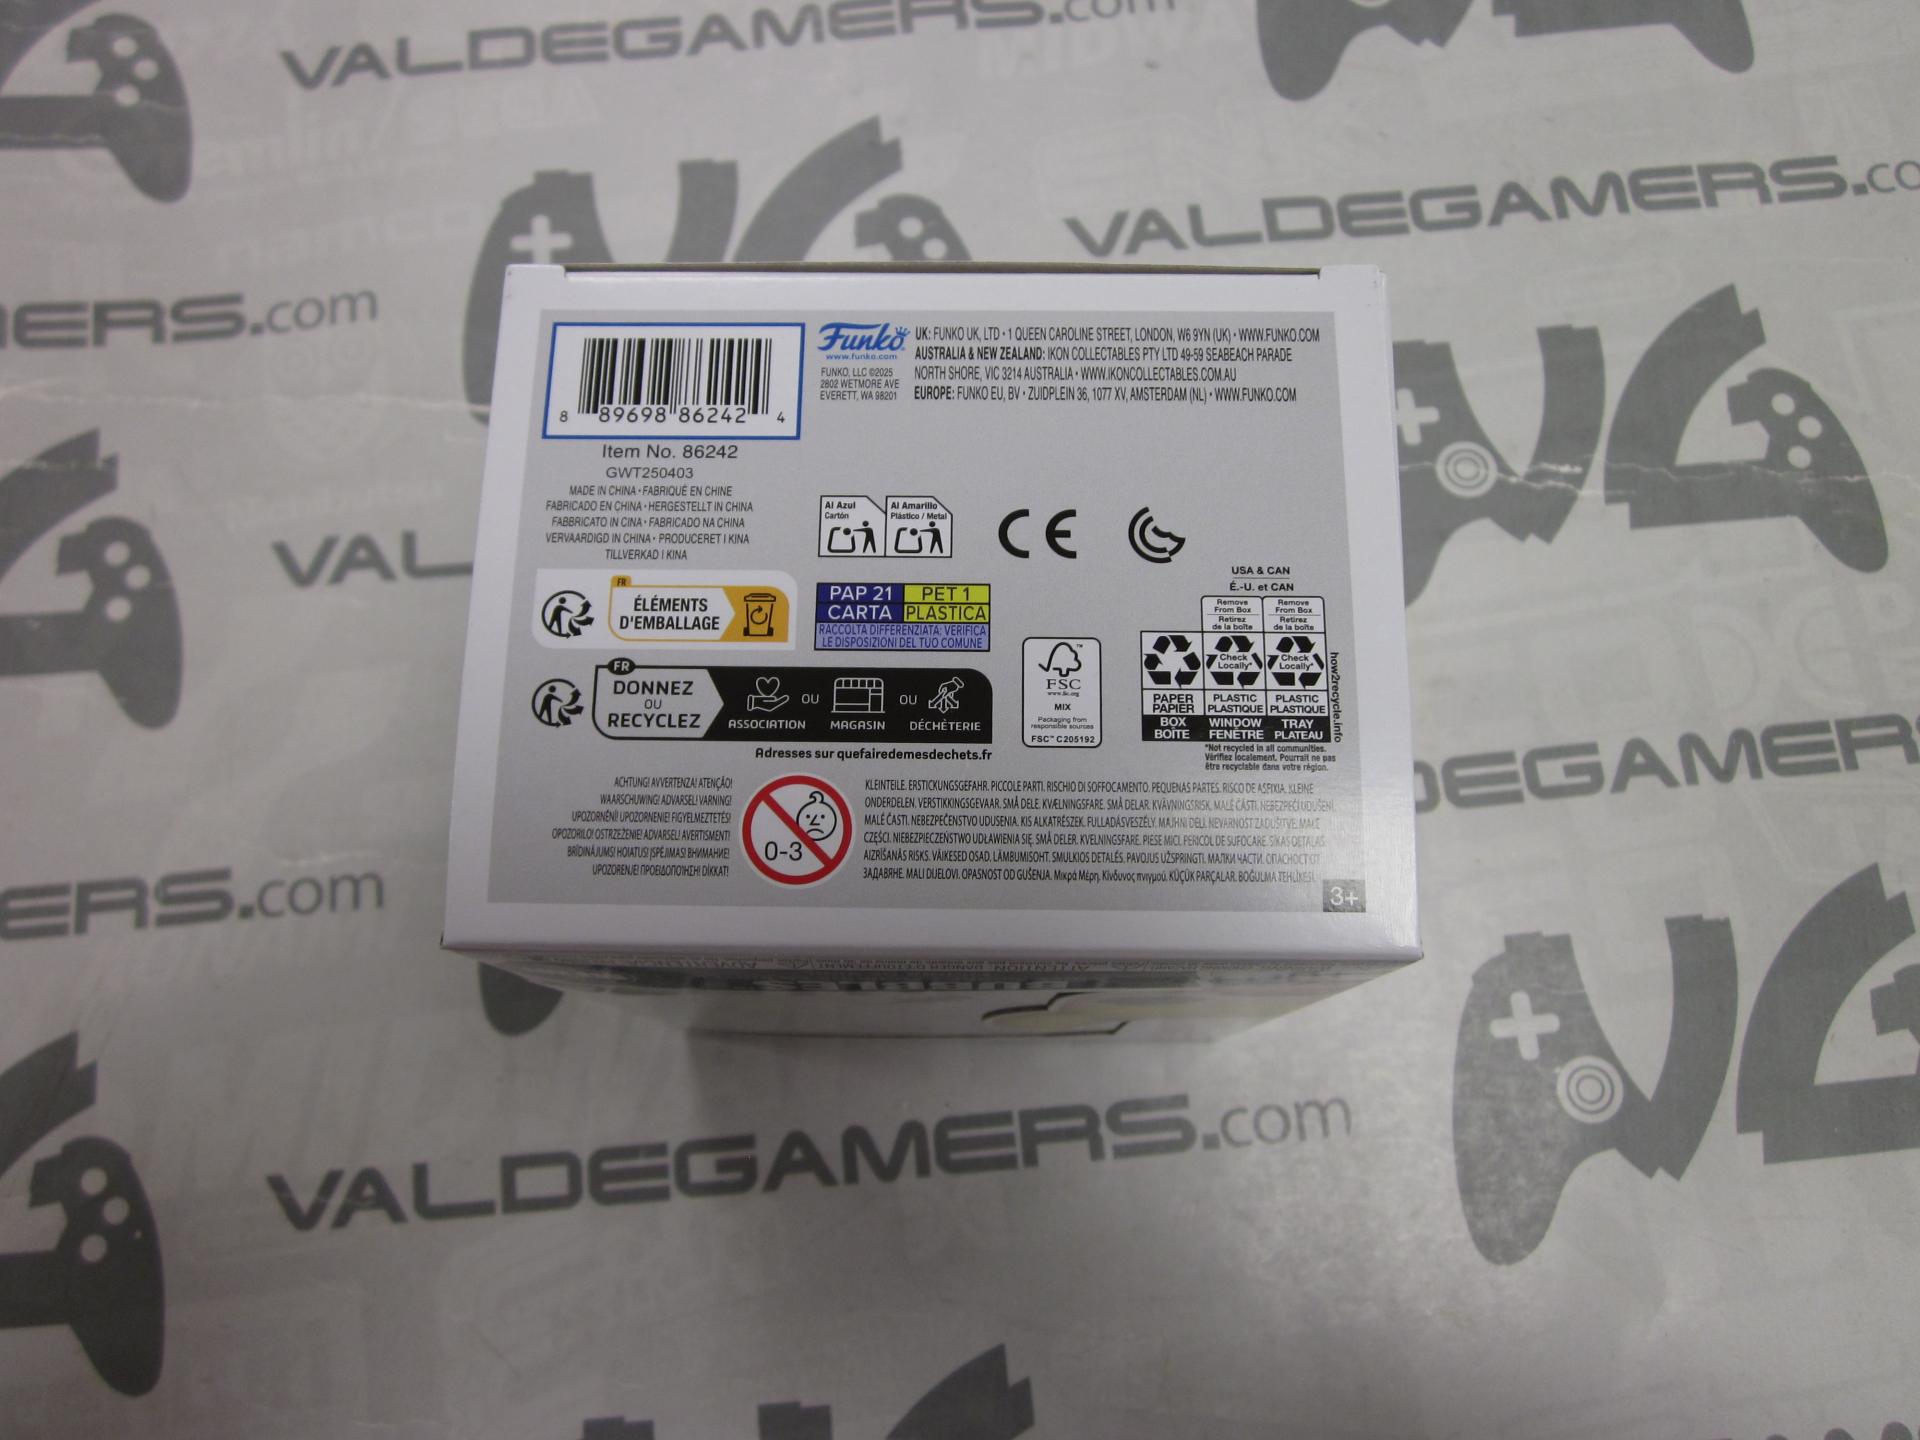 VALDEGAMERS.com
VALDEGAMERS.co
ERS.com
8 89698 86242 4
Item No. 86242
GWT250403
MADE IN CHINA • FABRIQUÉ EN CHINE
FABRICADO EN CHINA • HERGESTELLT IN CHINA
FABBRICATO IN CINA • FABRICADO NA CHINA
VERVAARDIGD IN CHINA • PRODUCERET I KINA
TILLVERKAD I KINA
Funko
www.funko.com
FUNKO, LLC ©2025
2802 WETMORE AVE
EVERETT, WA 98201
UK: FUNKO UK, LTD • 1 QUEEN CAROLINE STREET, LONDON, W6 9YN (UK) • WWW.FUNKO.COM
AUSTRALIA & NEW ZEALAND: IKON COLLECTABLES PTY LTD 49-59 SEABEACH PARADE
NORTH SHORE, VIC 3214 AUSTRALIA • WWW.IKONCOLLECTABLES.COM.AU
EUROPE: FUNKO EU, BV • ZUIDPLEIN 36, 1077 XV, AMSTERDAM (NL) • WWW.FUNKO.COM
Al Azul
Cartón
Al Amarillo
Plástico / Metal
CE
FR
ÉLÉMENTS
D'EMBALLAGE
PAP 21
CARTA
PET 1
PLASTICA
RACCOLTA DIFFERENZIATA: VERIFICA
LE DISPOSIZIONI DEL TUO COMUNE
FR
DONNEZ
OU
RECYCLEZ
ASSOCIATION
OU
MAGASIN
OU
DÉCHÈTERIE
Adresses sur quefairedemesdechets.fr
FSC
www.fsc.org
MIX
Packaging from
responsible sources
FSC™ C205192
USA & CAN
É.-U. et CAN
Remove
From Box
Retirez
de la boîte
Remove
From Box
Retirez
de la boîte
Check
Locally*
Check
Locally*
PAPER
PAPIER
BOX
BOÎTE
PLASTIC
PLASTIQUE
WINDOW
FENÊTRE
PLASTIC
PLASTIQUE
TRAY
PLATEAU
how2recycle.info
*Not recycled in all communities.
Vérifiez localement. Pourrait ne pas
être recyclable dans votre région.
ACHTUNG! AVVERTENZA! ATENÇÃO!
WAARSCHUWING! ADVARSEL! VARNING!
UPOZORNĚNÍ! UPOZORNENIE! FIGYELMEZTETÉS!
OPOZORILO! OSTRZEŻENIE! ADVARSEL! AVERTISMENT!
BRĪDINĀJUMS! HOIATUS! ĮSPĖJIMAS! ВНИМАНИЕ!
UPOZORENJE! ΠΡΟΕΙΔΟΠΟΙΗΣΗ! DİKKAT!
0-3
KLEINTEILE. ERSTICKUNGSGEFAHR. PICCOLE PARTI. RISCHIO DI SOFFOCAMENTO. PEQUENAS PARTES. RISCO DE ASFIXIA. KLEINE
ONDERDELEN. VERSTIKKINGSGEVAAR. SMÅ DELE. KVÆLNINGSFARE. SMÅ DELAR. KVÄVNINGSRISK. MALÉ ČÁSTI. NEBEZPEČÍ UDUŠENÍ.
MALÉ ČASTI. NEBEZPEČENSTVO UDUSENIA. KIS ALKATRÉSZEK. FULLADÁSVESZÉLY. MAJHNI DELI. NEVARNOST ZADUŠITVE. MAŁE
CZĘŚCI. NIEBEZPIECZEŃSTWO UDŁAWIENIA SIĘ. SMÅ DELER. KVELNINGSFARE. PIESE MICI. PERICOL DE SUFOCARE. SĪKAS DETAĻAS.
AIZRĪŠANĀS RISKS. VÄIKESED OSAD. LÄMBUMISOHT. SMULKIOS DETALĖS. PAVOJUS UŽSPRINGTI. МАЛКИ ЧАСТИ. ОПАСНОСТ ОТ
ЗАДАВЯНЕ. MALI DIJELOVI. OPASNOST OD GUŠENJA. Μικρά Μέρη. Κίνδυνος πνιγμού. KÜÇÜK PARÇALAR. BOĞULMA TEHLİKESİ.
3+
VAL
DEGAMER
ERS.com
VALDEGAMERS.com